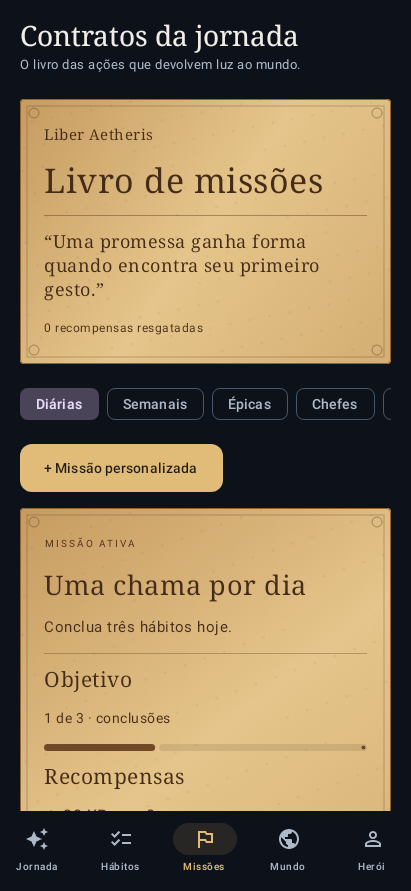 Contratos da jornada
O livro das ações que devolvem luz ao mundo.
Liber Aetheris
Livro de missões
“Uma promessa ganha forma
quando encontra seu primeiro
gesto.”
0 recompensas resgatadas
Diárias Semanais Épicas Chefes
+ Missão personalizada
MISSÃO ATIVA
Uma chama por dia
Conclua três hábitos hoje.
Objetivo
1 de 3 · conclusões
Recompensas
Jornada Hábitos Missões Mundo Herói